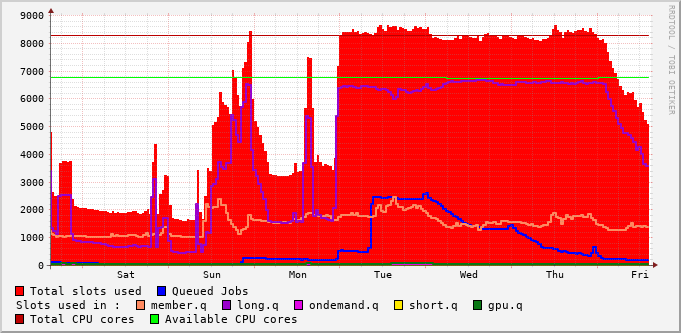 RRDTOOL / TOBI OETIKER
9000
8000
7000
6000
5000
4000
3000
2000
1000
0
Sat Sun Mon Tue Wed Thu Fri
Total slots used Queued Jobs
Slots used in : member.q long.q ondemand.q short.q gpu.q
Total CPU cores Available CPU cores